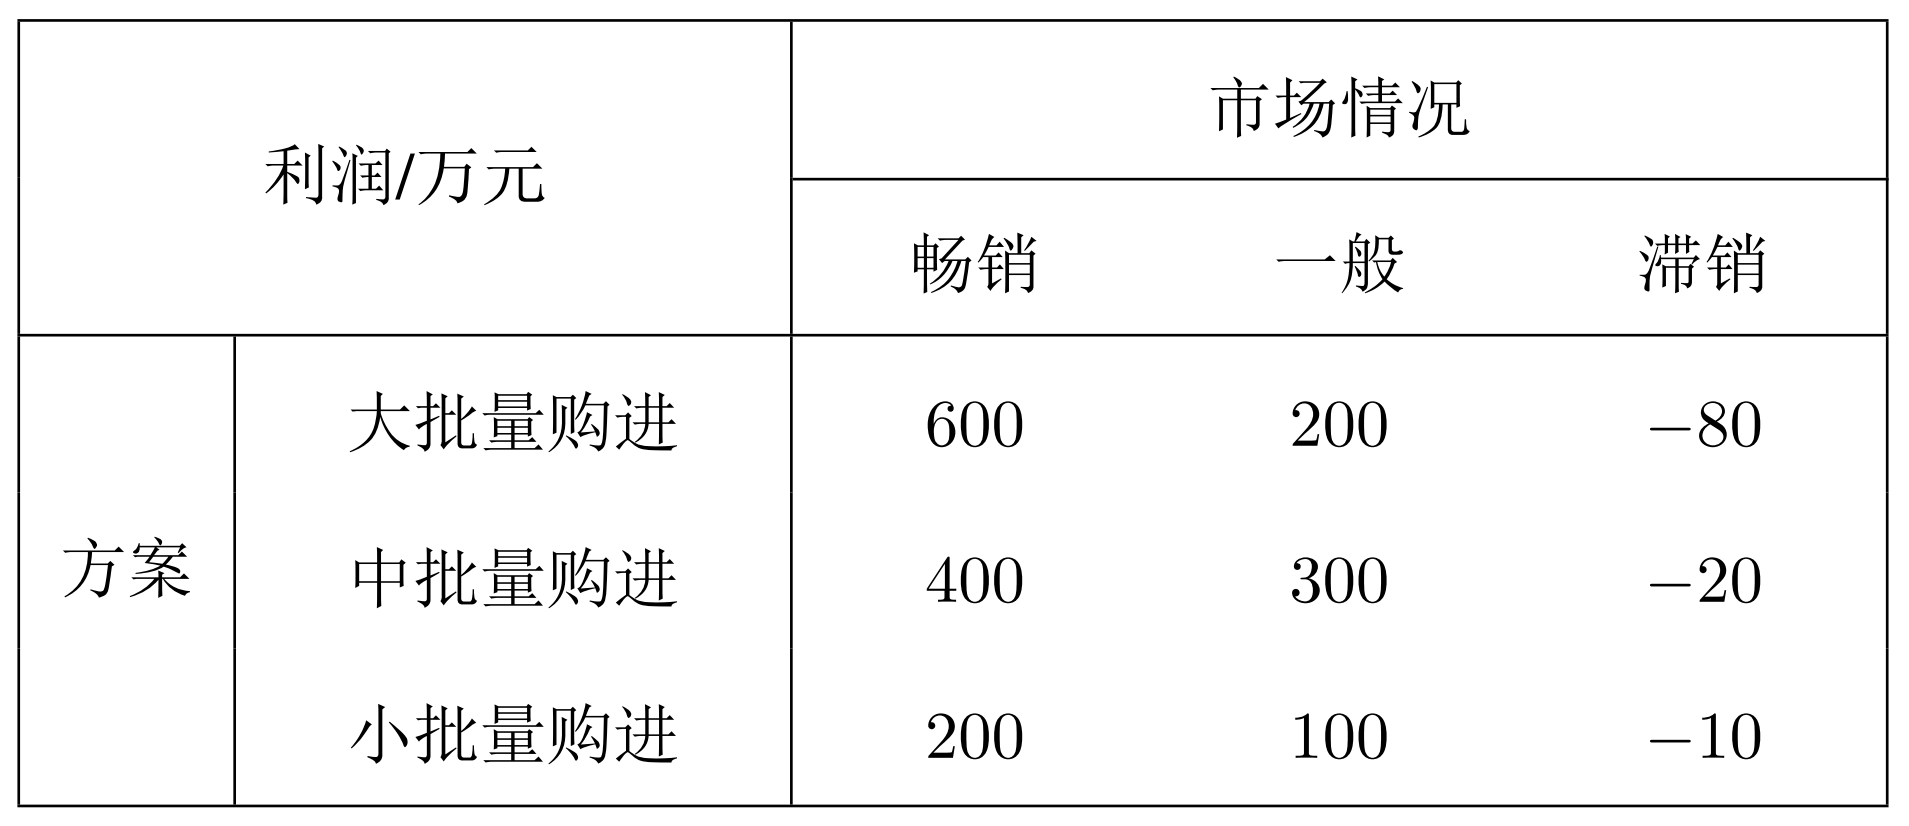 利润/万元 市场情况
畅销 一般 滞销
方案
大批量购进 600 200 −80
中批量购进 400 300 −20
小批量购进 200 100 −10